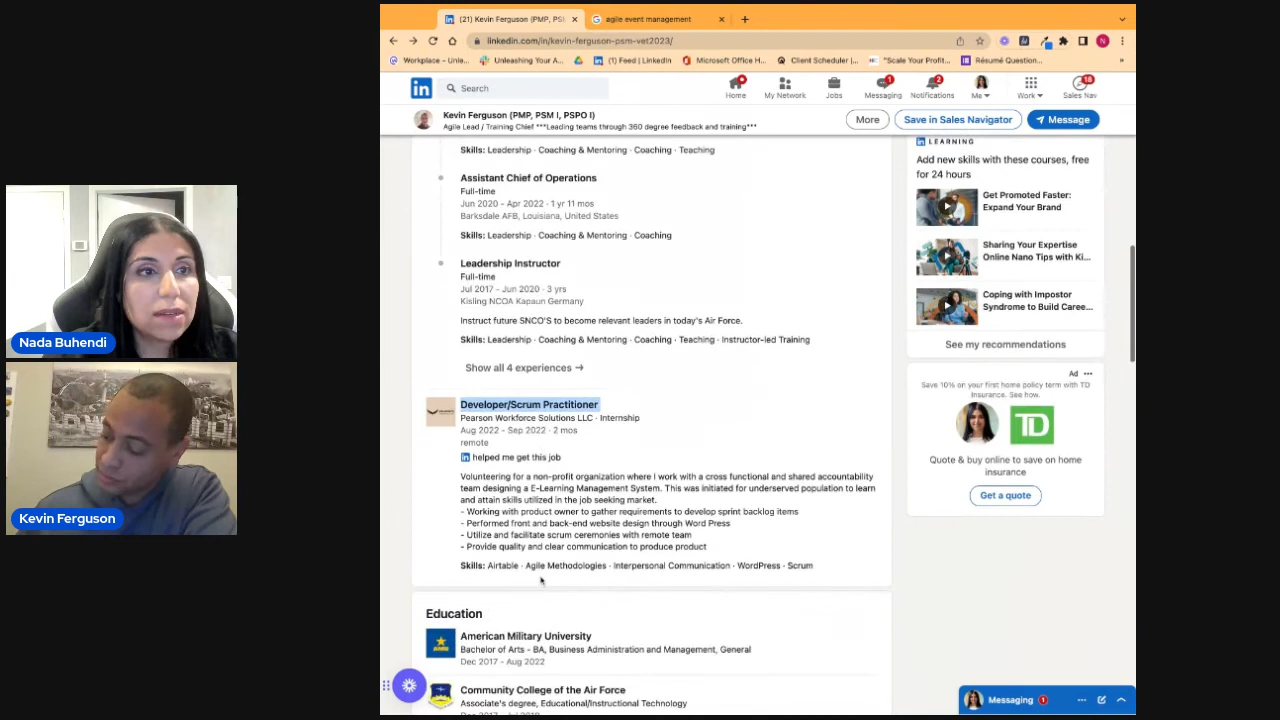 (21) Kevin Ferguson (PMP, PS
agile event management
linkedin.com/in/kevin-ferguson-psm-vet2023/
Workplace - Unle...
Unleashing Your A...
(1) Feed | LinkedIn
Microsoft Office H...
Client Scheduler |...
"Scale Your Profit...
Résumé Question...
»
in
Search
Home
My Network
Jobs
1
Messaging
2
Notifications
Me
Work
18
Sales Nav
Kevin Ferguson (PMP, PSM I, PSPO I)
Agile Lead / Training Chief ***Leading teams through 360 degree feedback and training***
More
Save in Sales Navigator
Message
Skills: Leadership · Coaching & Mentoring · Coaching · Teaching
Assistant Chief of Operations
Full-time
Jun 2020 - Apr 2022 · 1 yr 11 mos
Barksdale AFB, Louisiana, United States
Skills: Leadership · Coaching & Mentoring · Coaching
Leadership Instructor
Full-time
Jul 2017 - Jun 2020 · 3 yrs
Kisling NCOA Kapaun Germany
Instruct future SNCO'S to become relevant leaders in today's Air Force.
Skills: Leadership · Coaching & Mentoring · Coaching · Teaching · Instructor-led Training
Show all 4 experiences →
Developer/Scrum Practitioner
Pearson Workforce Solutions LLC · Internship
Aug 2022 - Sep 2022 · 2 mos
remote
in helped me get this job
Volunteering for a non-profit organization where I work with a cross functional and shared accountability
team designing a E-Learning Management System. This was initiated for underserved population to learn
and attain skills utilized in the job seeking market.
- Working with product owner to gather requirements to develop sprint backlog items
- Performed front and back-end website design through Word Press
- Utilize and facilitate scrum ceremonies with remote team
- Provide quality and clear communication to produce product
Skills: Airtable · Agile Methodologies · Interpersonal Communication · WordPress · Scrum
Education
American Military University
Bachelor of Arts - BA, Business Administration and Management, General
Dec 2017 - Aug 2022
Community College of the Air Force
Associate's degree, Educational/Instructional Technology
in LEARNING
Add new skills with these courses, free
for 24 hours
Get Promoted Faster:
Expand Your Brand
Sharing Your Expertise
Online Nano Tips with Ki...
Coping with Impostor
Syndrome to Build Caree...
See my recommendations
Ad ...
Save 10% on your first home policy term with TD
Insurance. See how.
TD
Quote & buy online to save on home
insurance
Get a quote
Messaging 1
Nada Buhendi
Kevin Ferguson